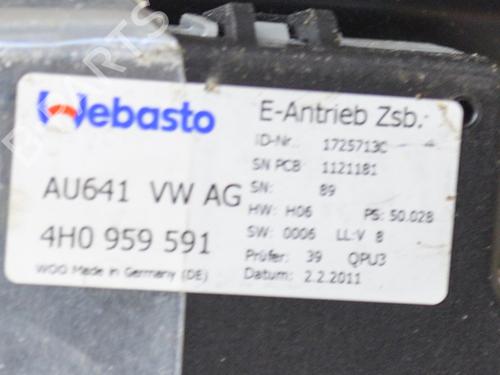 Webasto
E-Antrieb Zsb.:
ID-Nr.: 1725713C
SN PCB: 1121181
AU641 VW AG
SN: 89
HW: H06 PS: 50.028
4H0 959 591
SW: 0006 LL:V 8
Prüfer: 39 QPU3
WOO Made in Germany (DE)
Datum: 2.2.2011